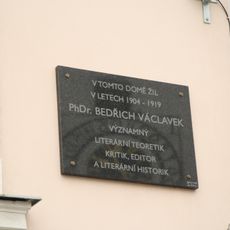 V TOMTO DOMĚ ŽIL
V LETECH 1904 - 1919
PhDr. BEDŘICH VÁCLAVEK
VÝZNAMNÝ
LITERÁRNÍ TEORETIK
KRITIK, EDITOR
A LITERÁRNÍ HISTORIK